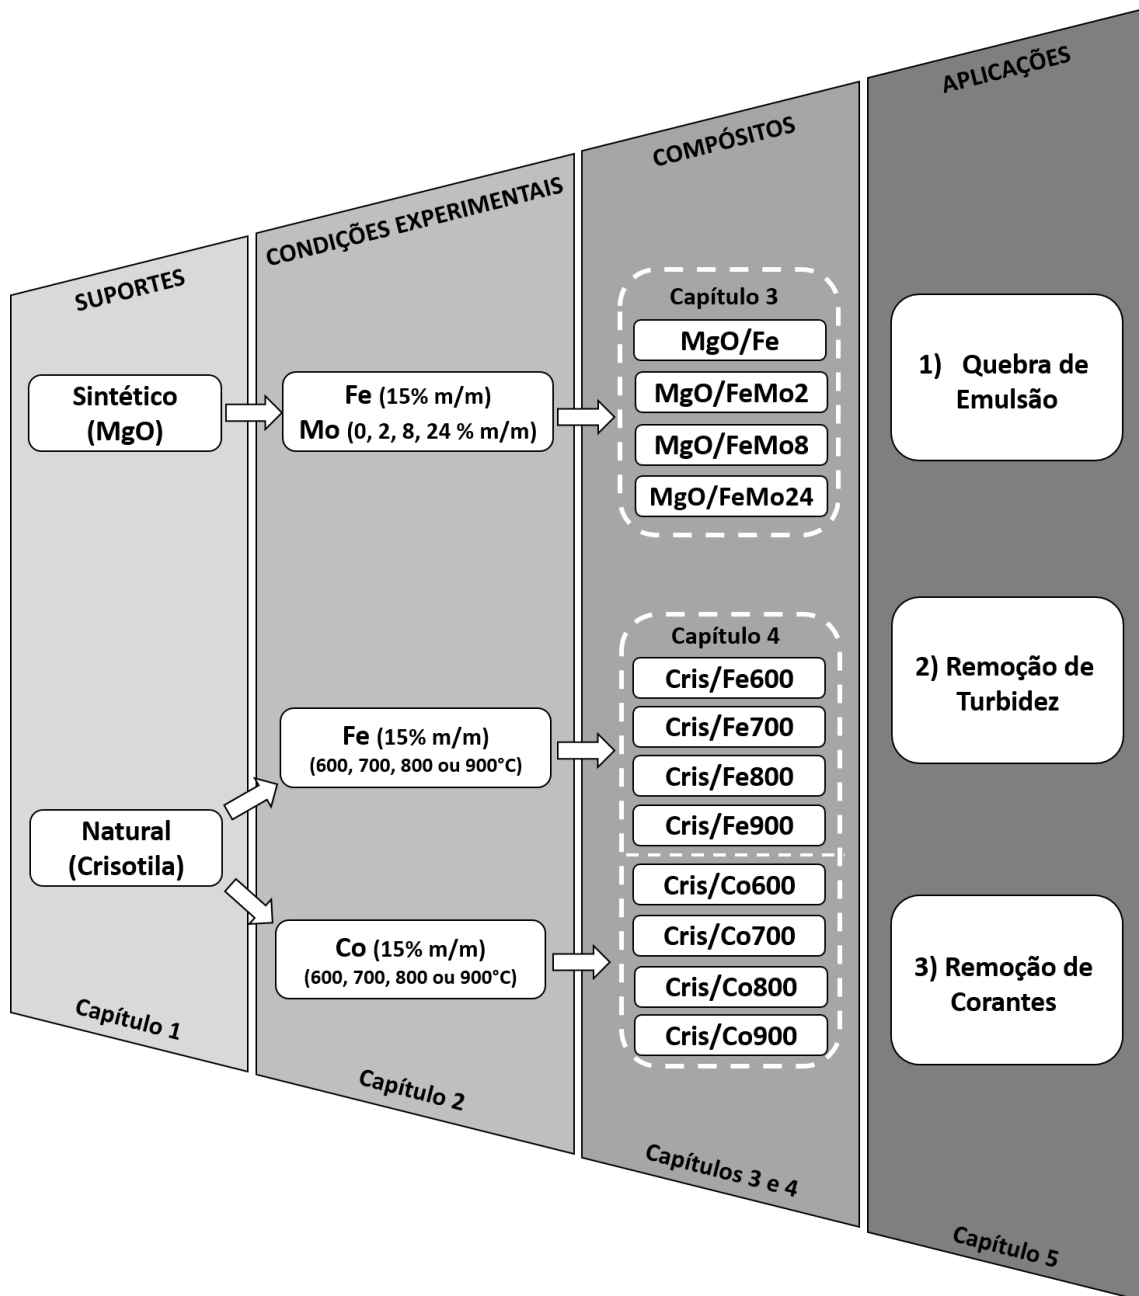 SUPORTES
Sintético
(MgO)
Natural
(Crisotila)
Capítulo 1
CONDIÇÕES EXPERIMENTAIS
Fe (15% m/m)
Mo (0, 2, 8, 24 % m/m)
Fe (15% m/m)
(600, 700, 800 ou 900°C)
Co (15% m/m)
(600, 700, 800 ou 900°C)
Capítulo 2
COMPÓSITOS
Capítulo 3
MgO/Fe
MgO/FeMo2
MgO/FeMo8
MgO/FeMo24
Capítulo 4
Cris/Fe600
Cris/Fe700
Cris/Fe800
Cris/Fe900
Cris/Co600
Cris/Co700
Cris/Co800
Cris/Co900
Capítulos 3 e 4
APLICAÇÕES
1) Quebra de
Emulsão
2) Remoção de
Turbidez
3) Remoção de
Corantes
Capítulo 5